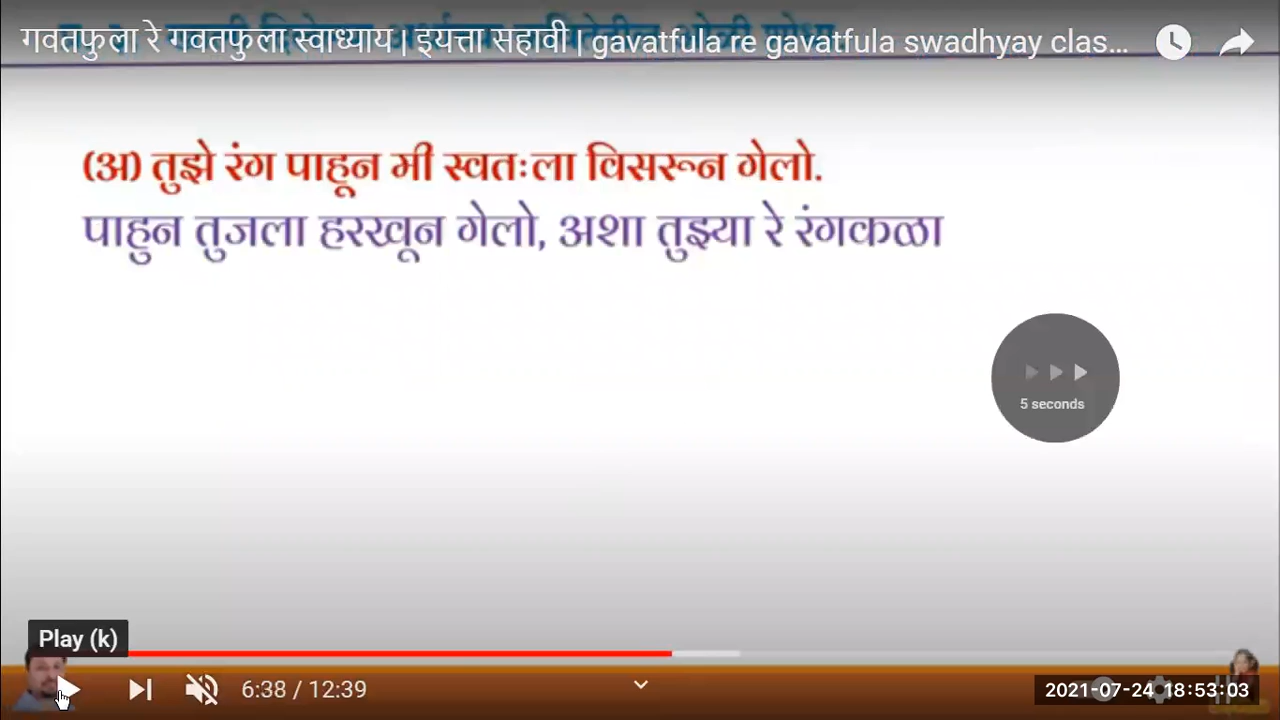 गवतफुला रे गवतफुला स्वाध्याय | इयत्ता सहावी | gavatfula re gavatfula swadhyay clas...
(अ) तुझे रंग पाहून मी स्वतःला विसरून गेलो.
पाहुन तुजला हरखून गेलो, अशा तुझ्या रे रंगकळा
5 seconds
Play (k)
6:38 / 12:39
2021-07-24 18:53:03